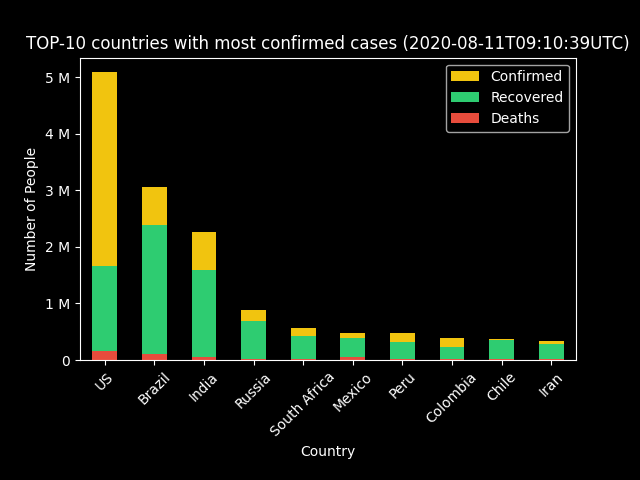 TOP-10 countries with most confirmed cases (2020-08-11T09:10:39UTC)
Confirmed
Recovered
Deaths
Number of People
5 M
4 M
3 M
2 M
1 M
0
US
Brazil
India
Russia
South Africa
Mexico
Peru
Colombia
Chile
Iran
Country